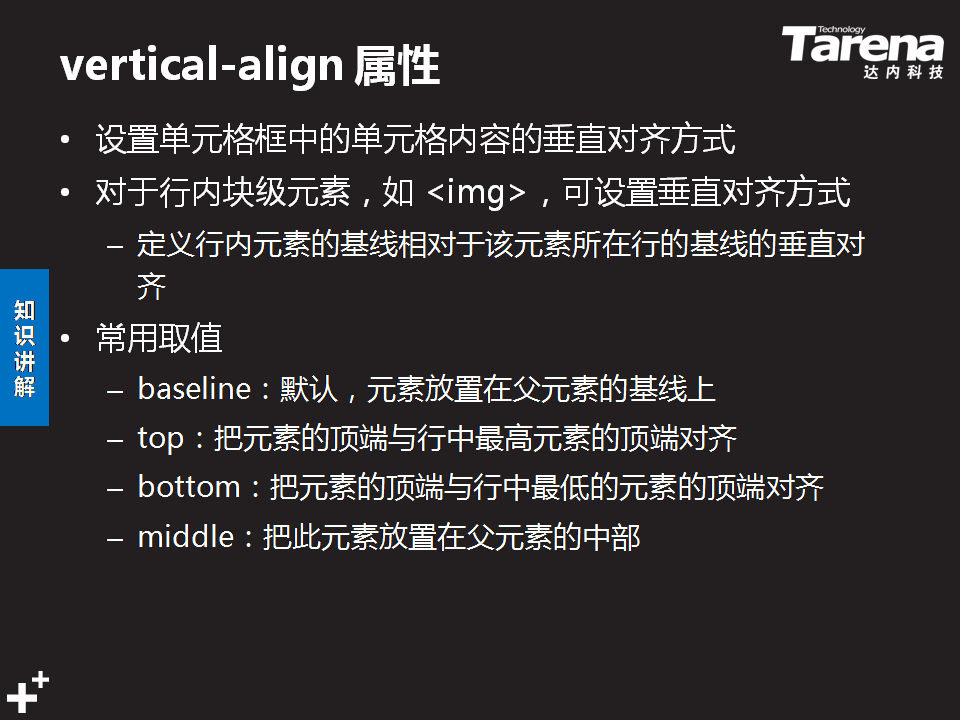 vertical-align 属性
Technology
Tarena
达内科技
• 设置单元格框中的单元格内容的垂直对齐方式
• 对于行内块级元素，如 <img>，可设置垂直对齐方式
– 定义行内元素的基线相对于该元素所在行的基线的垂直对
齐
知识讲解
• 常用取值
– baseline：默认，元素放置在父元素的基线上
– top：把元素的顶端与行中最高元素的顶端对齐
– bottom：把元素的顶端与行中最低的元素的顶端对齐
– middle：把此元素放置在父元素的中部